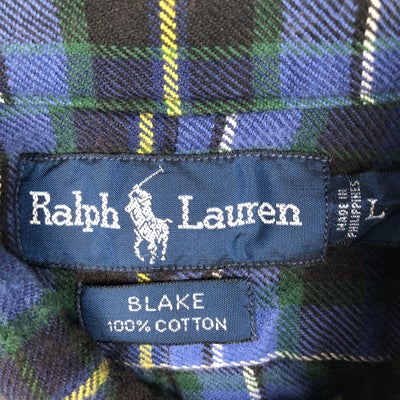 Ralph Lauren
MADE IN
PHILIPPINES
L
BLAKE
100% COTTON